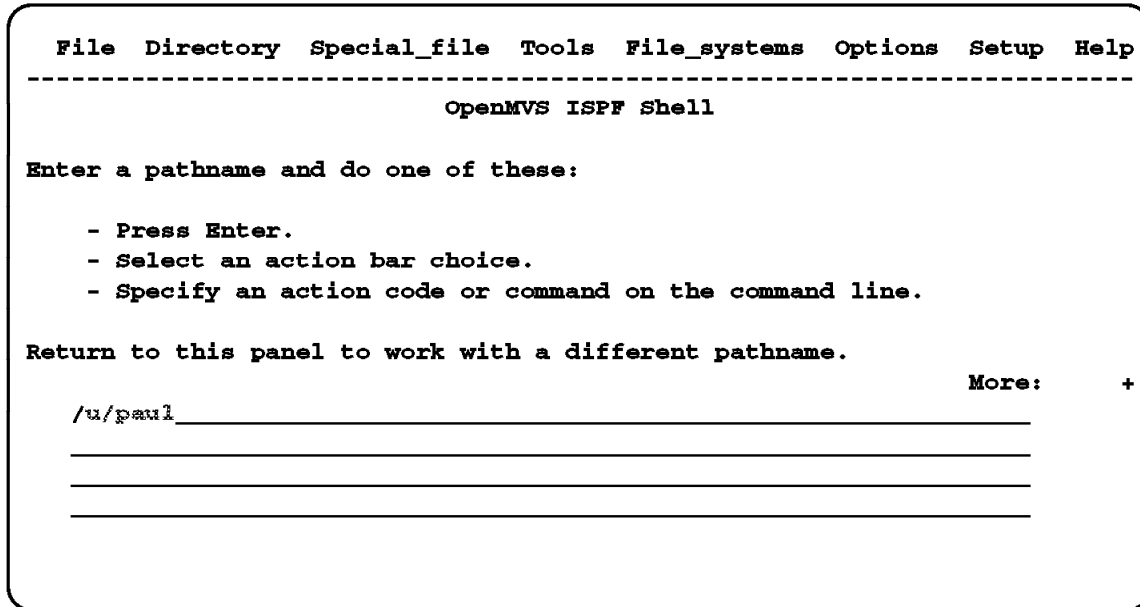 File Directory Special_file Tools File_systems Options Setup Help
--------------------------------------------------------------------------
OpenMVS ISPF Shell
Enter a pathname and do one of these:
- Press Enter.
- Select an action bar choice.
- Specify an action code or command on the command line.
Return to this panel to work with a different pathname.
More: +
/u/paul